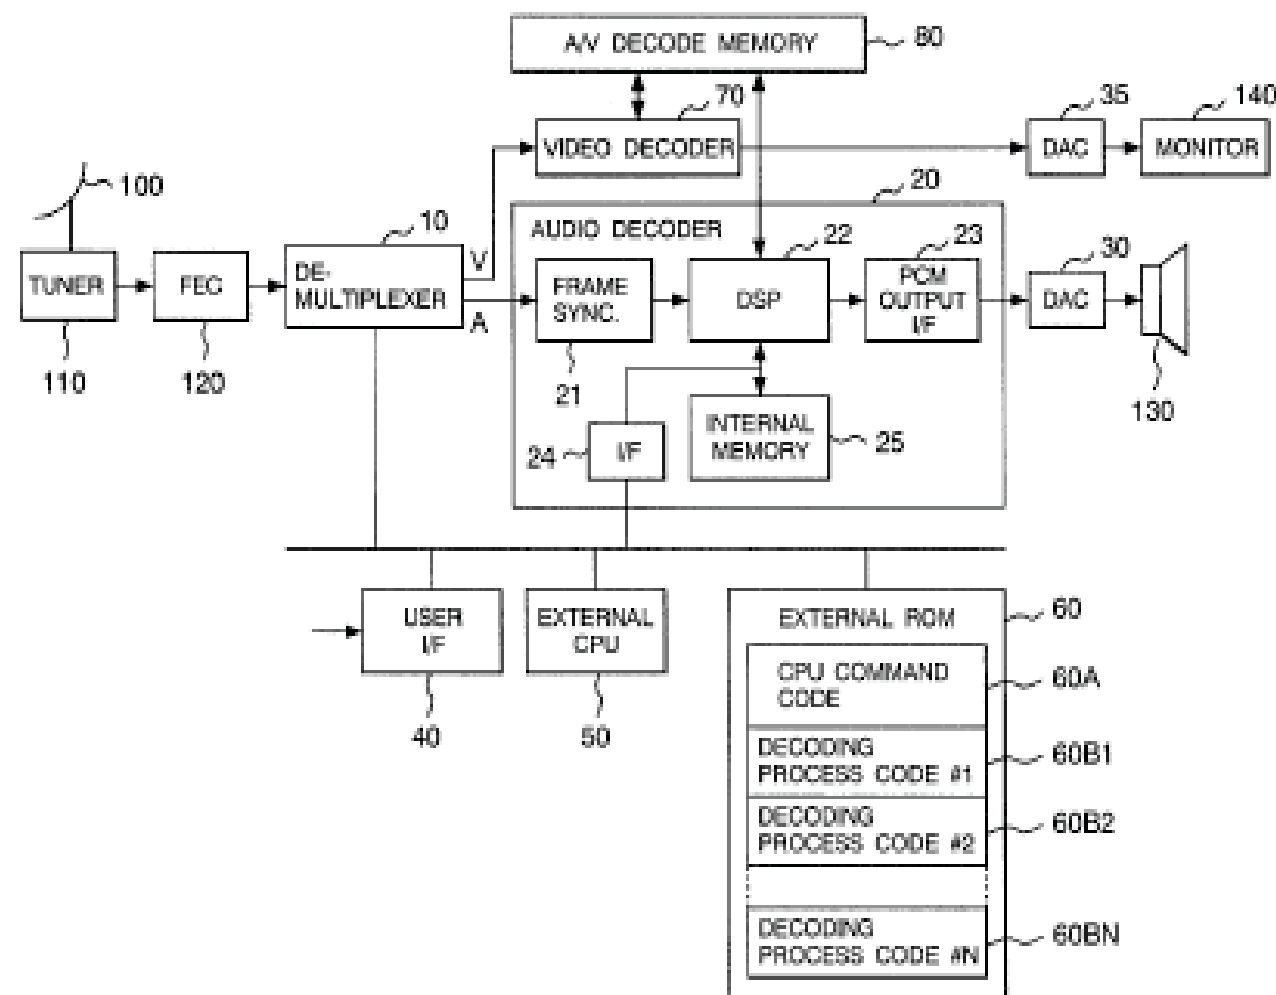 A/V DECODE MEMORY
80
70
35
140
VIDEO DECODER
DAC
MONITOR
100
20
10
AUDIO DECODER
22
23
30
V
TUNER
FEC
DE-
MULTIPLEXER
A
FRAME
SYNC.
DSP
PCM
OUTPUT
I/F
DAC
110
120
21
130
24
I/F
INTERNAL
MEMORY
25
USER
I/F
EXTERNAL
CPU
EXTERNAL ROM
60
40
50
CPU COMMAND
CODE
60A
DECODING
PROCESS CODE #1
60B1
DECODING
PROCESS CODE #2
60B2
DECODING
PROCESS CODE #N
60BN